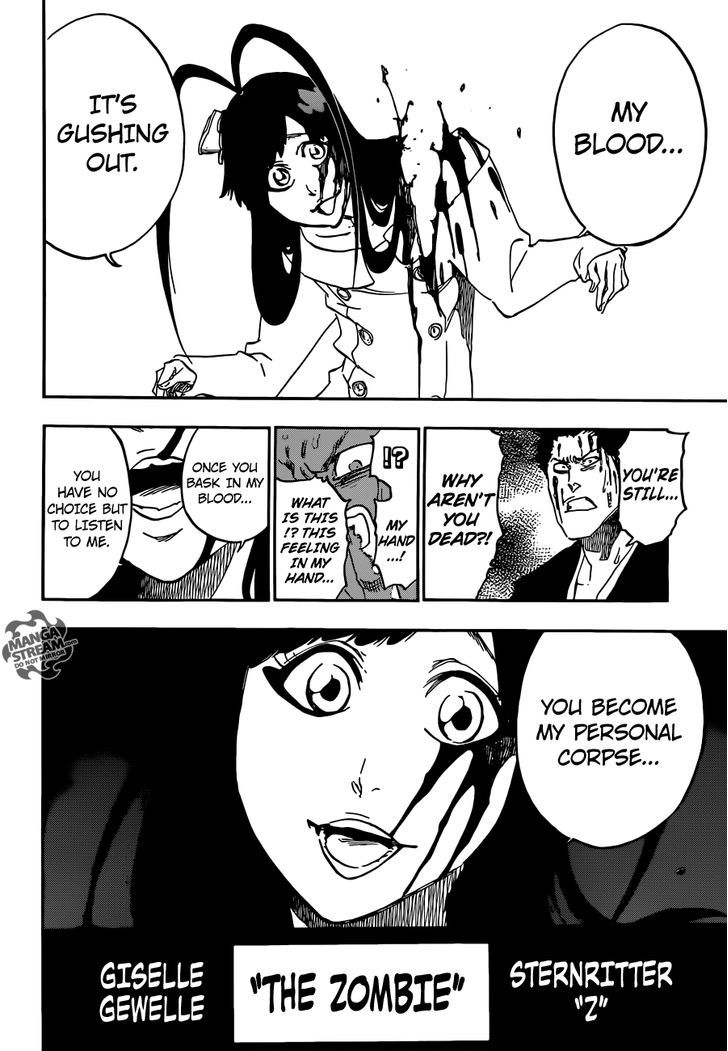 MY
BLOOD...
IT'S
GUSHING
OUT.
YOU'RE
STILL...
WHY
AREN'T
YOU
DEAD?!
!?
MY
HAND
...!
WHAT
IS THIS
!? THIS
FEELING
IN MY
HAND...
ONCE YOU
BASK IN MY
BLOOD...
YOU
HAVE NO
CHOICE BUT
TO LISTEN
TO ME.
MANGA
STREAM.com
DO NOT MIRROR
YOU BECOME
MY PERSONAL
CORPSE...
GISELLE
GEWELLE
"THE ZOMBIE"
STERNRITTER
"Z"